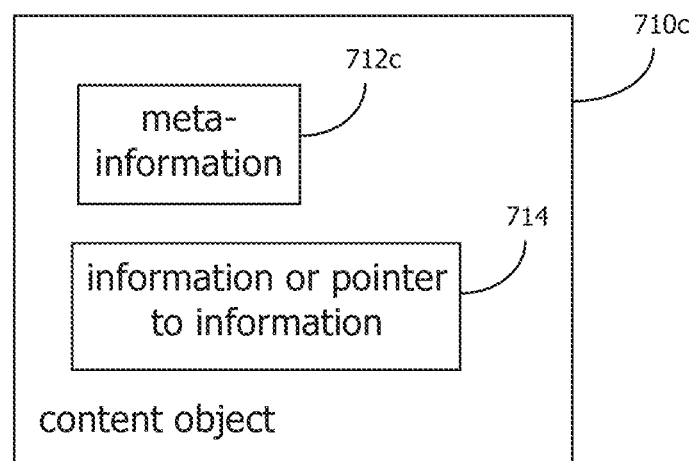 710c
712c
meta-
information
714
information or pointer
to information
content object